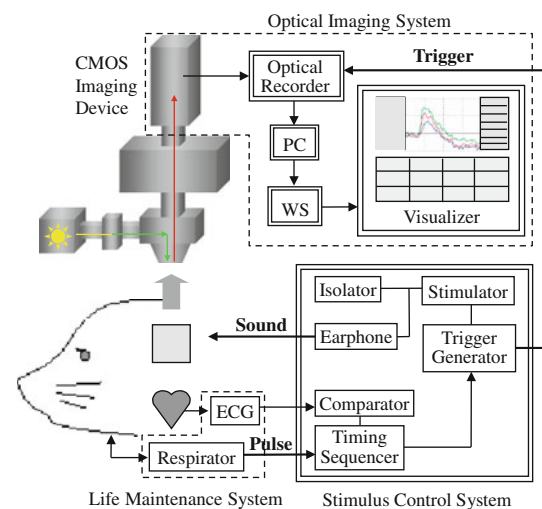 Optical Imaging System
CMOS
Imaging
Device
Optical
Recorder
Trigger
PC
WS
Visualizer
Isolator
Stimulator
Sound
Earphone
Trigger
Generator
ECG
Comparator
Respirator
Pulse
Timing
Sequencer
Life Maintenance System
Stimulus Control System